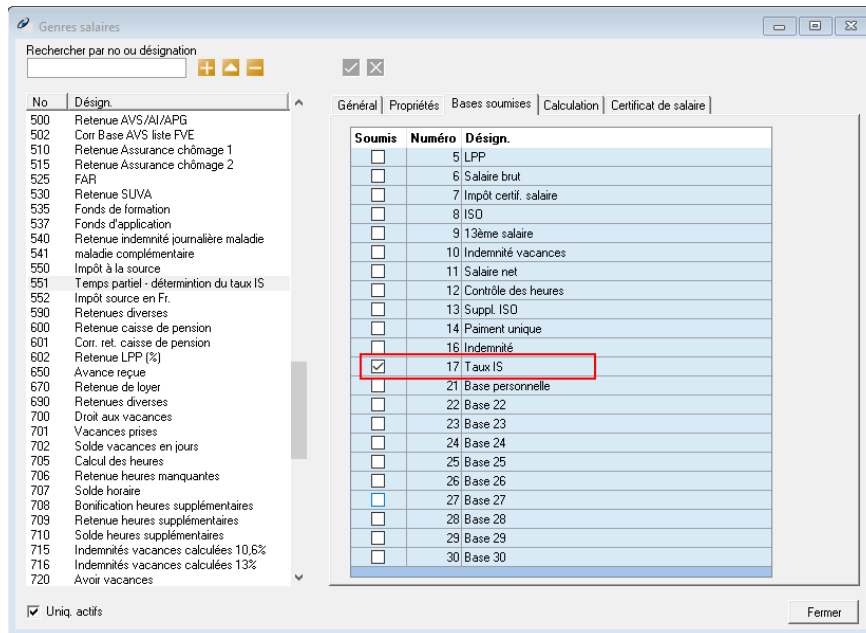 Genres salaires
Rechercher par no ou désignation
No Désign.
500 Retenue AVS/AI/APG
502 Corr Base AVS liste FVE
510 Retenue Assurance chômage 1
515 Retenue Assurance chômage 2
525 FAR
530 Retenue SUVA
535 Fonds de formation
537 Fonds d'application
540 Retenue indemnité journalière maladie
541 maladie complémentaire
550 Impôt à la source
551 Temps partiel - détermintion du taux IS
552 Impôt source en Fr.
590 Retenues diverses
600 Retenue caisse de pension
601 Corr. ret. caisse de pension
602 Retenue LPP (%)
650 Avance reçue
670 Retenue de loyer
690 Retenues diverses
700 Droit aux vacances
701 Vacances prises
702 Solde vacances en jours
705 Calcul des heures
706 Retenue heures manquantes
707 Solde horaire
708 Bonification heures supplémentaires
709 Retenue heures supplémentaires
710 Solde heures supplémentaires
715 Indemnités vacances calculées 10,6%
716 Indemnités vacances calculées 13%
720 Avoir vacances
Général Propriétés Bases soumises Calculation Certificat de salaire
Soumis Numéro Désign.
5 LPP
6 Salaire brut
7 Impôt certif. salaire
8 ISO
9 13ème salaire
10 Indemnité vacances
11 Salaire net
12 Contrôle des heures
13 Suppl. ISO
14 Paiment unique
16 Indemnité
17 Taux IS
21 Base personnelle
22 Base 22
23 Base 23
24 Base 24
25 Base 25
26 Base 26
27 Base 27
28 Base 28
29 Base 29
30 Base 30
Uniq. actifs
Fermer